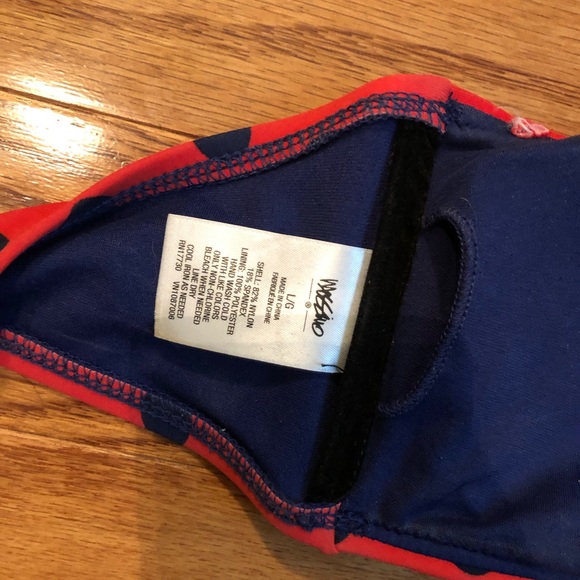 Mossimo
®
L/G
MADE IN CHINA
FABRIQUE EN CHINE
SHELL: 82% NYLON
18% SPANDEX
LINING: 100% POLYESTER
HAND WASH COLD
WITH LIKE COLORS
ONLY NON-CHLORINE
BLEACH WHEN NEEDED
LINE DRY
COOL IRON AS NEEDED
RN17730 VN1087008